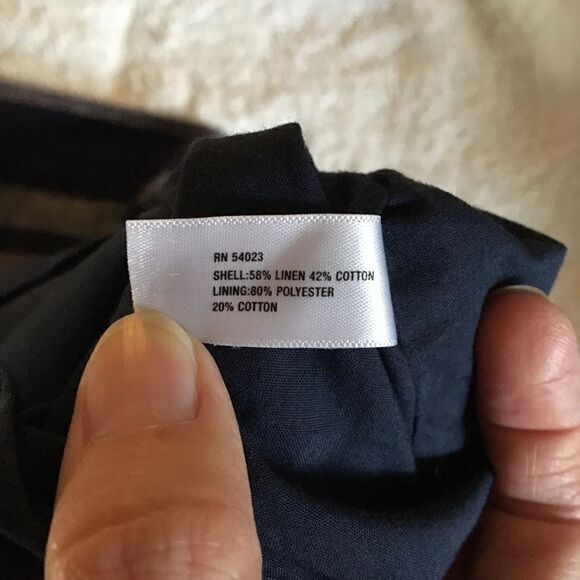 RN 54023
SHELL:58% LINEN 42% COTTON
LINING:80% POLYESTER
20% COTTON